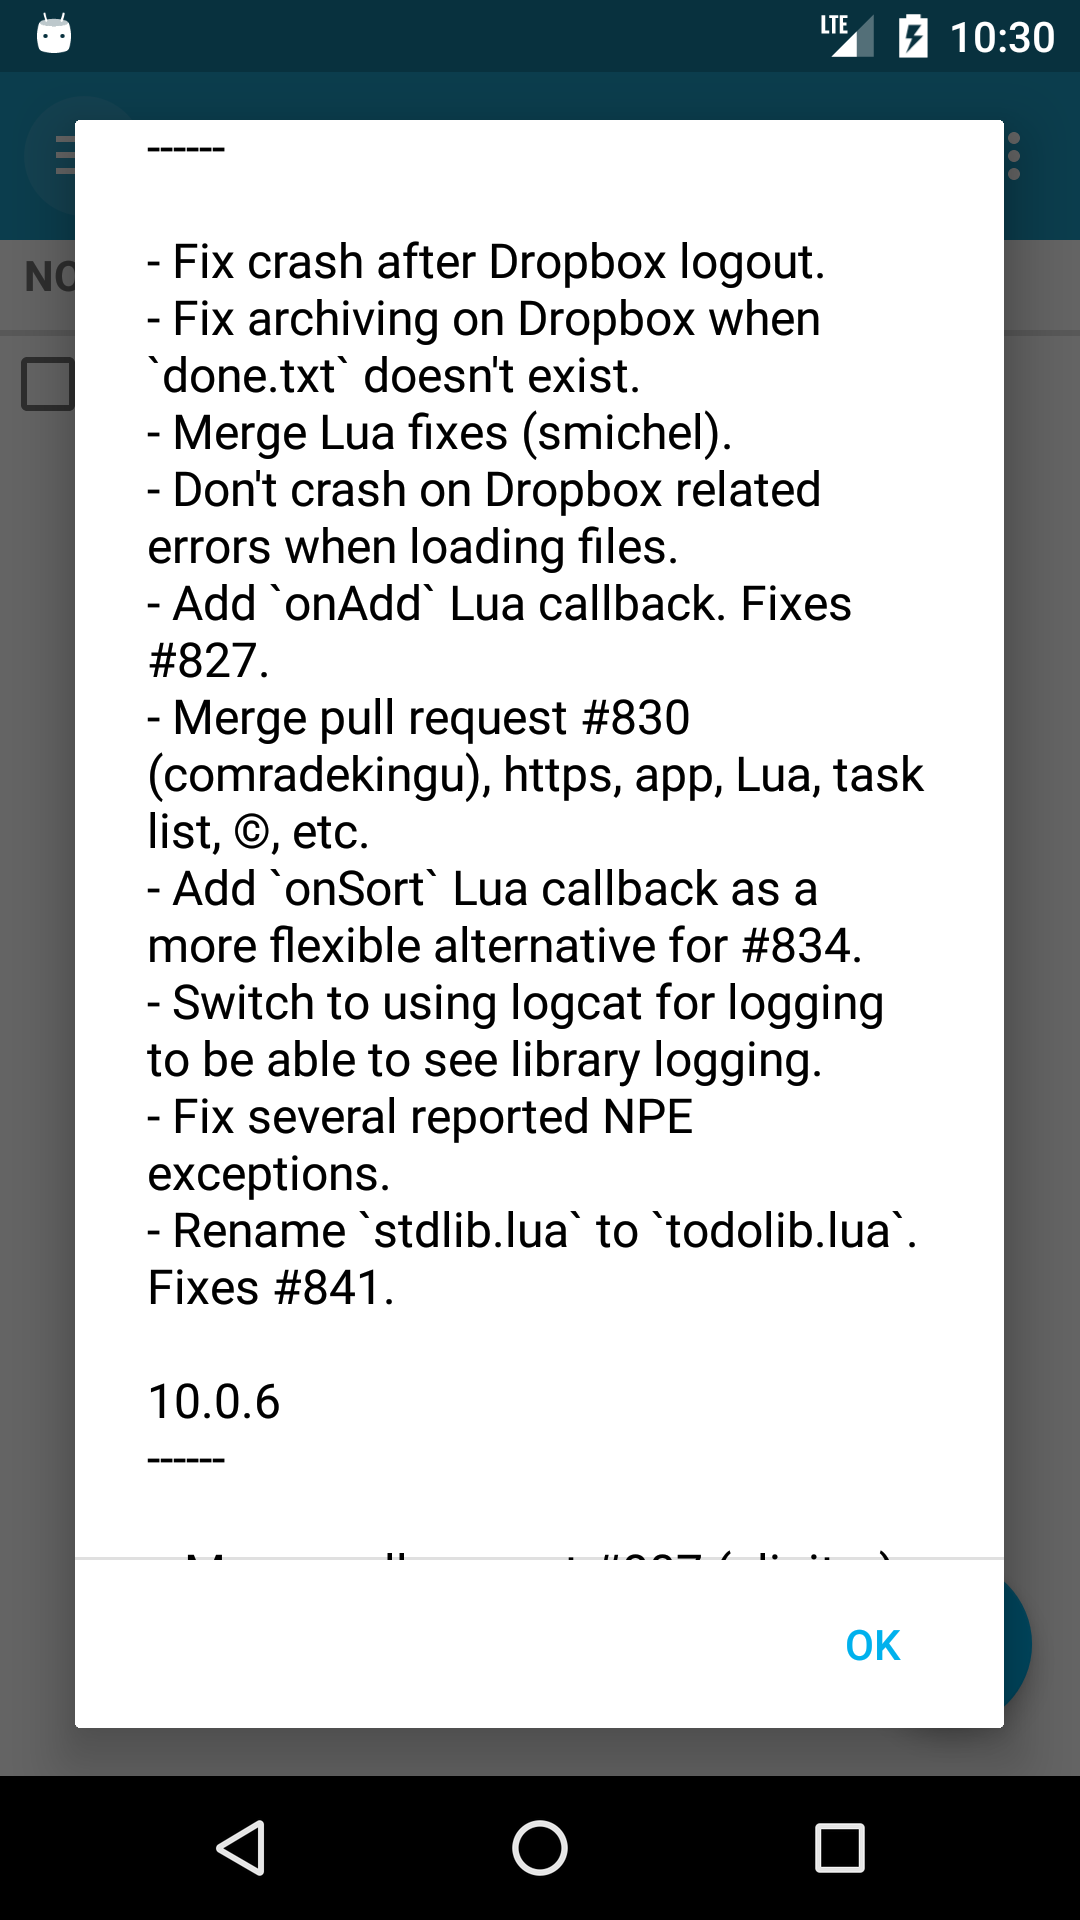 LTE 10:30
NO
------
- Fix crash after Dropbox logout.
- Fix archiving on Dropbox when
`done.txt` doesn't exist.
- Merge Lua fixes (smichel).
- Don't crash on Dropbox related
errors when loading files.
- Add `onAdd` Lua callback. Fixes
#827.
- Merge pull request #830
(comradekingu), https, app, Lua, task
list, ©, etc.
- Add `onSort` Lua callback as a
more flexible alternative for #834.
- Switch to using logcat for logging
to be able to see library logging.
- Fix several reported NPE
exceptions.
- Rename `stdlib.lua` to `todolib.lua`.
Fixes #841.
10.0.6
------
OK